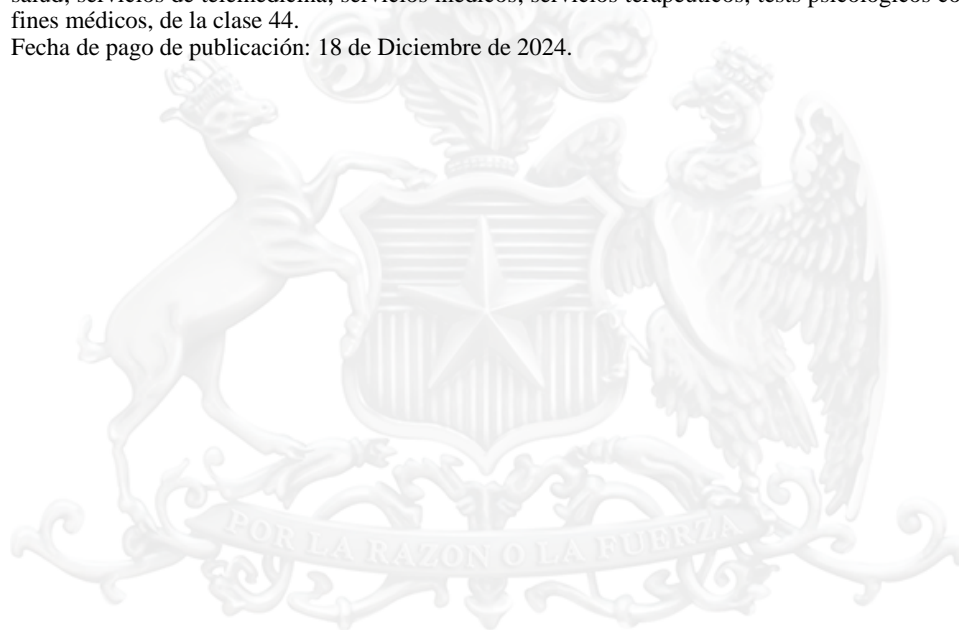 salud; servicios de telemedicina; servicios médicos; servicios terapéuticos; tests psicológicos co
fines médicos, de la clase 44.
Fecha de pago de publicación: 18 de Diciembre de 2024.
POR LA RAZON O LA FUERZA